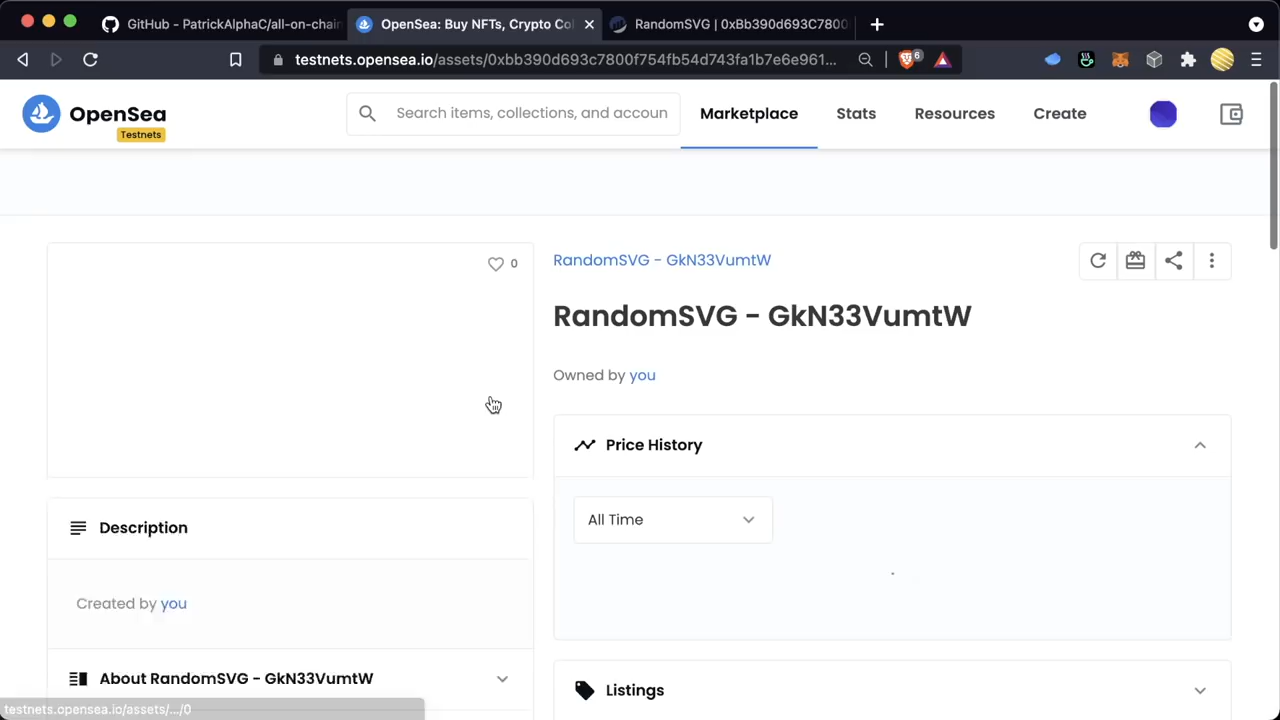 GitHub - PatrickAlphaC/all-on-chai
OpenSea: Buy NFTs, Crypto Co
RandomSVG | 0xBb390d693C7800
testnets.opensea.io/assets/0xbb390d693c7800f754fb54d743fa1b7e6e961...
6
OpenSea
Testnets
Search items, collections, and accoun
Marketplace
Stats
Resources
Create
0
RandomSVG - GkN33VumtW
RandomSVG - GkN33VumtW
Owned by you
Price History
All Time
Description
Created by you
About RandomSVG - GkN33VumtW
Listings
testnets.opensea.io/assets/.../0